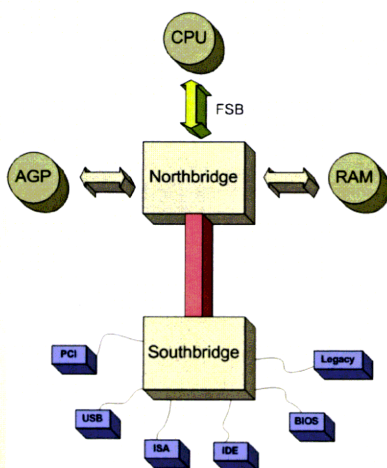 CPU
FSB
AGP
Northbridge
RAM
Southbridge
PCI
Legacy
USB
BIOS
ISA
IDE